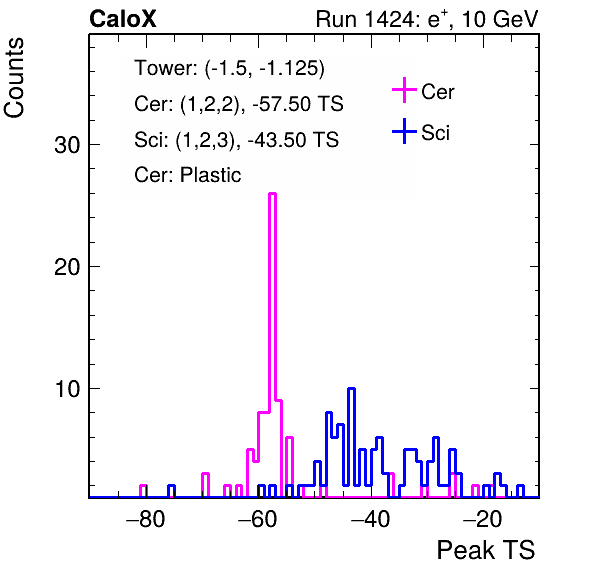 CaloX Run 1424: e⁺, 10 GeV
Counts
Tower: (-1.5, -1.125)
Cer: (1,2,2), -57.50 TS
Sci: (1,2,3), -43.50 TS
Cer: Plastic
Cer
Sci
30
20
10
−80 −60 −40 −20
Peak TS